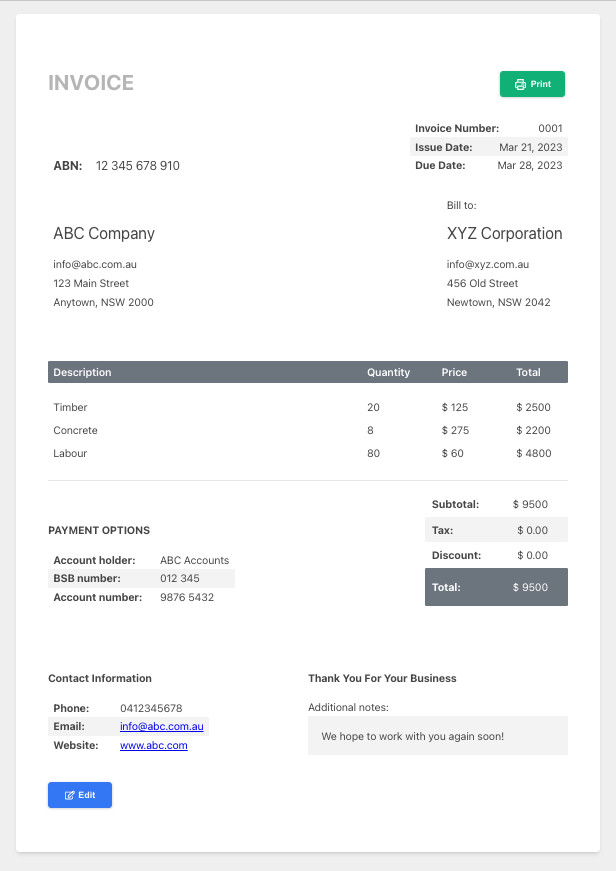 INVOICE
Print
Invoice Number: 0001
Issue Date: Mar 21, 2023
ABN: 12 345 678 910
Due Date: Mar 28, 2023
Bill to:
ABC Company
XYZ Corporation
info@abc.com.au
info@xyz.com.au
123 Main Street
456 Old Street
Anytown, NSW 2000
Newtown, NSW 2042
Description Quantity Price Total
Timber 20 $ 125 $ 2500
Concrete 8 $ 275 $ 2200
Labour 80 $ 60 $ 4800
Subtotal: $ 9500
Tax: $ 0.00
Discount: $ 0.00
Total: $ 9500
PAYMENT OPTIONS
Account holder: ABC Accounts
BSB number: 012 345
Account number: 9876 5432
Contact Information
Phone: 0412345678
Email: info@abc.com.au
Website: www.abc.com
Thank You For Your Business
Additional notes:
We hope to work with you again soon!
Edit